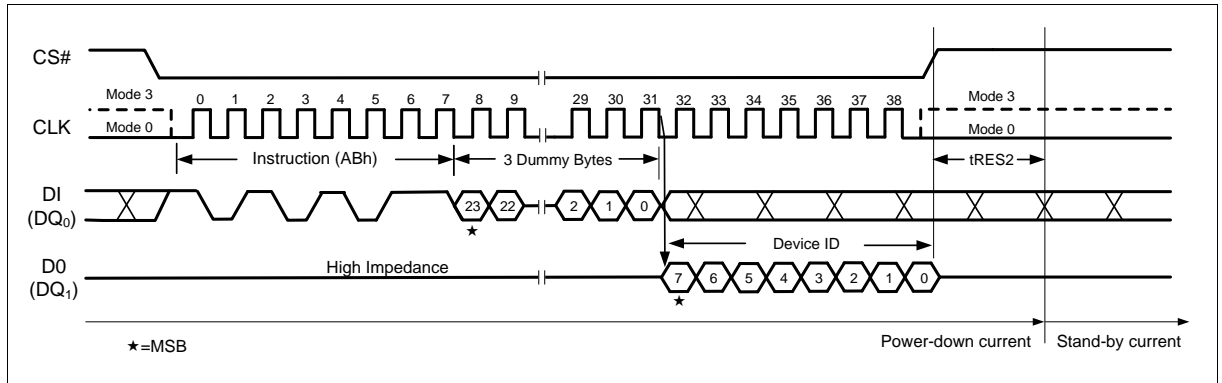 CS#
Mode 3 0 1 2 3 4 5 6 7 8 9 29 30 31 32 33 34 35 36 37 38 Mode 3
CLK Mode 0 Mode 0
Instruction (ABh) 3 Dummy Bytes tRES2
DI
(DQ0) 23 22 2 1 0
★
Device ID
D0 High Impedance
(DQ1) 7 6 5 4 3 2 1 0
★
Power-down current Stand-by current
★=MSB